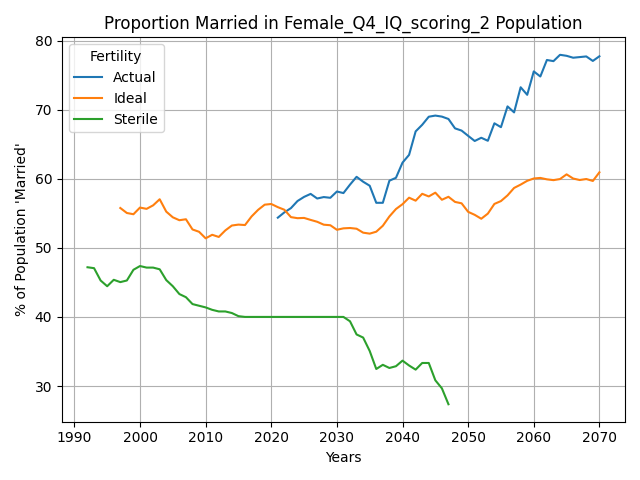 Proportion Married in Female_Q4_IQ_scoring_2 Population
80
70
60
50
40
30
% of Population 'Married'
Fertility
Actual
Ideal
Sterile
1990 2000 2010 2020 2030 2040 2050 2060 2070
Years